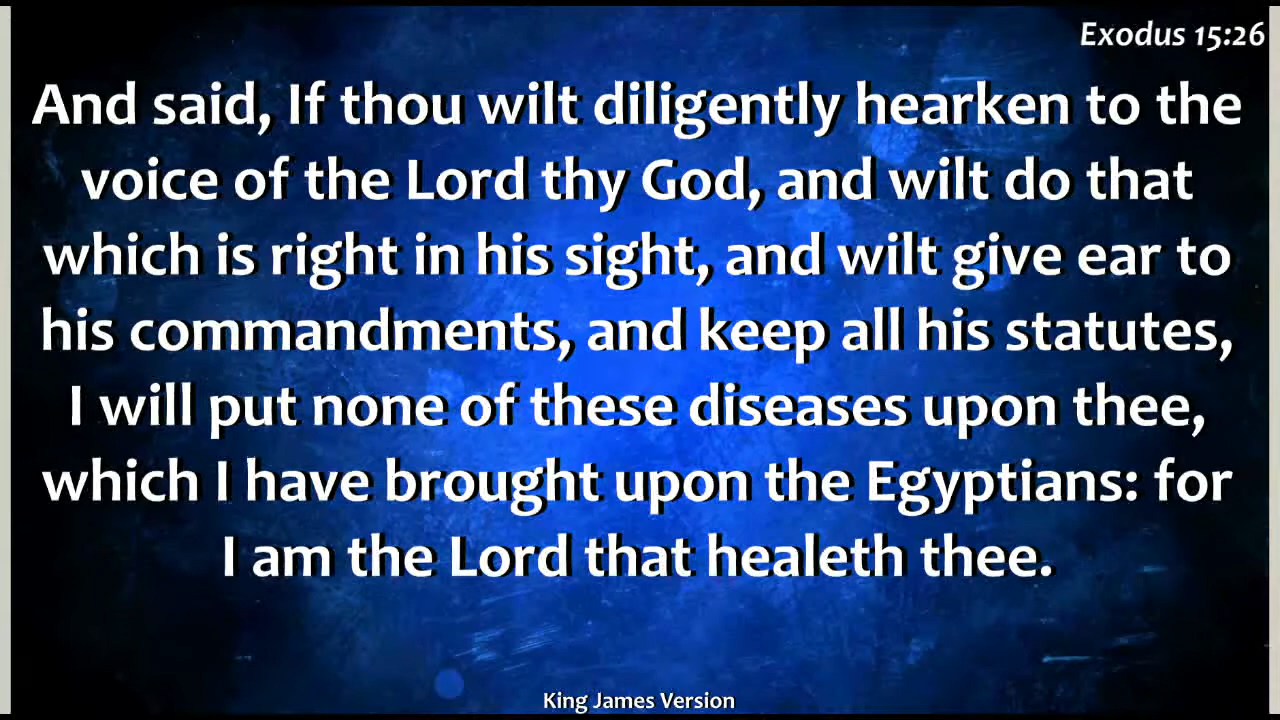 Exodus 15:26
And said, If thou wilt diligently hearken to the
voice of the Lord thy God, and wilt do that
which is right in his sight, and wilt give ear to
his commandments, and keep all his statutes,
I will put none of these diseases upon thee,
which I have brought upon the Egyptians: for
I am the Lord that healeth thee.
King James Version